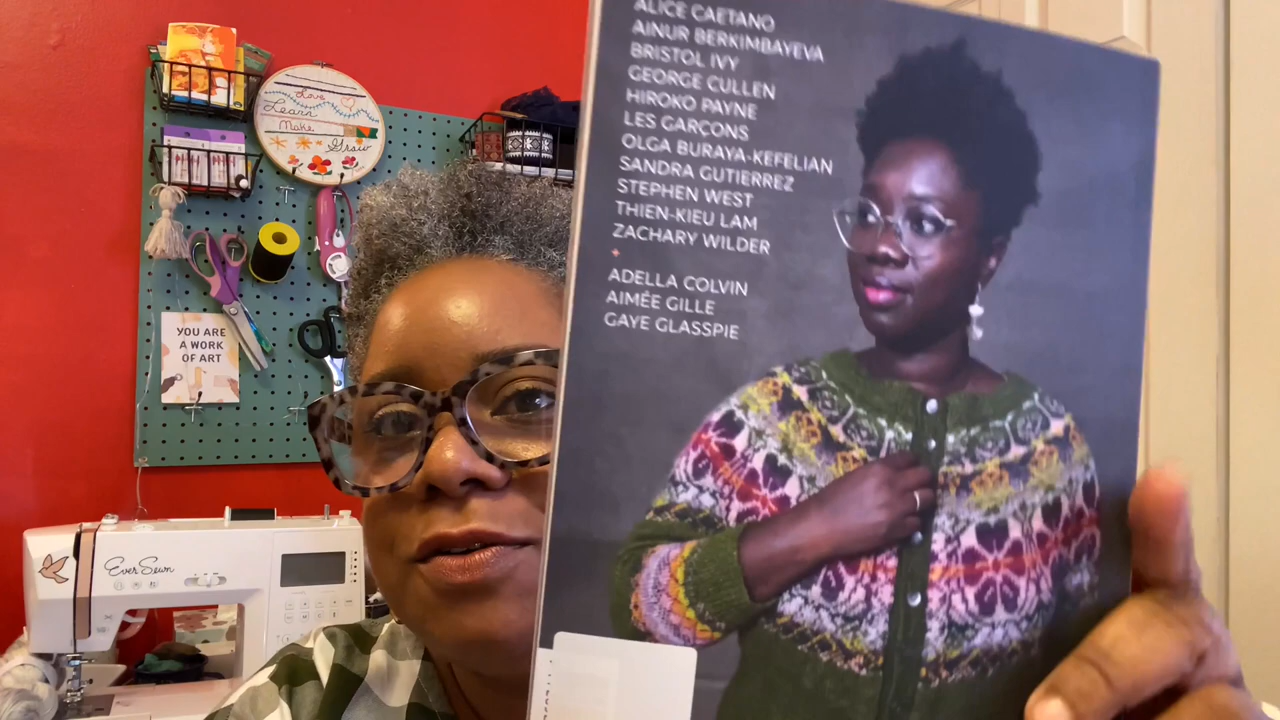 Love
Learn
Make
Grow
YOU ARE
A WORK
OF ART
EverSewn
ALICE CAETANO
AINUR BERKIMBAYEVA
BRISTOL IVY
GEORGE CULLEN
HIROKO PAYNE
LES GARÇONS
OLGA BURAYA-KEFELIAN
SANDRA GUTIERREZ
STEPHEN WEST
THIEN-KIEU LAM
ZACHARY WILDER
ADELLA COLVIN
AIMÉE GILLE
GAYE GLASSPIE